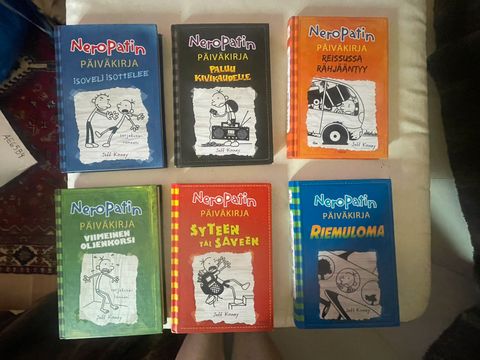 NeroPatin
PÄIVÄKIRJA
ISOVELI ISOTTELEE
sarjakuvaromaani
Jeff Kinney
NeroPatin
PÄIVÄKIRJA
PALUU
KIVIKAUDELLE
Jeff Kinney
NeroPatin
PÄIVÄKIRJA
REISSUSSA
RÄHJÄÄNTYY
Jeff Kinney
NeroPatin
PÄIVÄKIRJA
VIIMEINEN
OLJENKORSI
Jeff Kinney
NeroPatin
PÄIVÄKIRJA
SYTEEN
TAI SAVEEN
Jeff Kinney
NeroPatin
PÄIVÄKIRJA
RIEMULOMA
Jeff Kinney